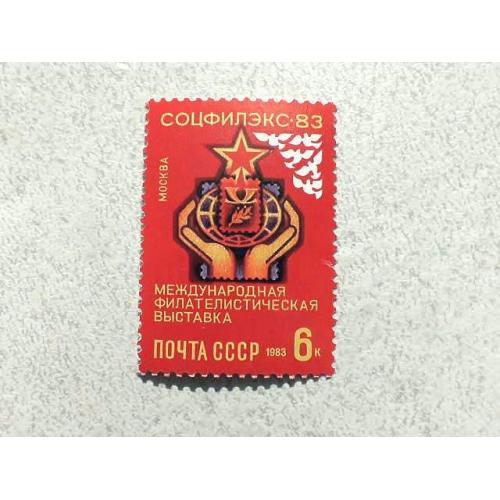 СОЦФИЛЭКС·83
МОСКВА
МЕЖДУНАРОДНАЯ
ФИЛАТЕЛИСТИЧЕСКАЯ
ВЫСТАВКА
ПОЧТА СССР 1983 6к